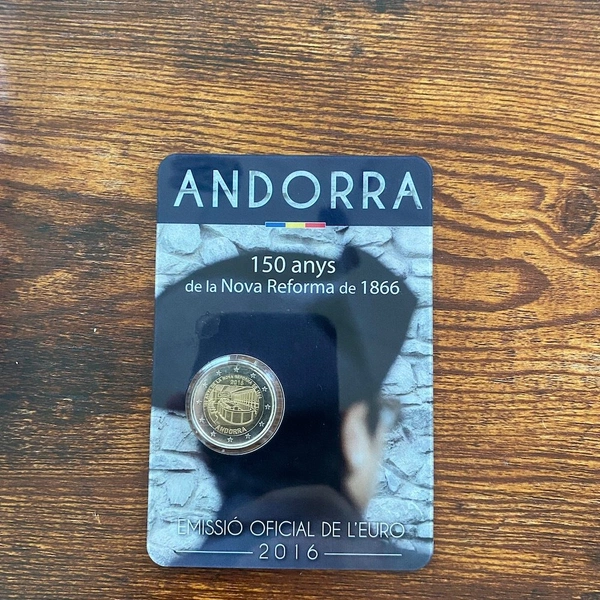 ANDORRA
150 anys
de la Nova Reforma de 1866
2016
ANDORRA
EMISSIÓ OFICIAL DE L'EURO
2016